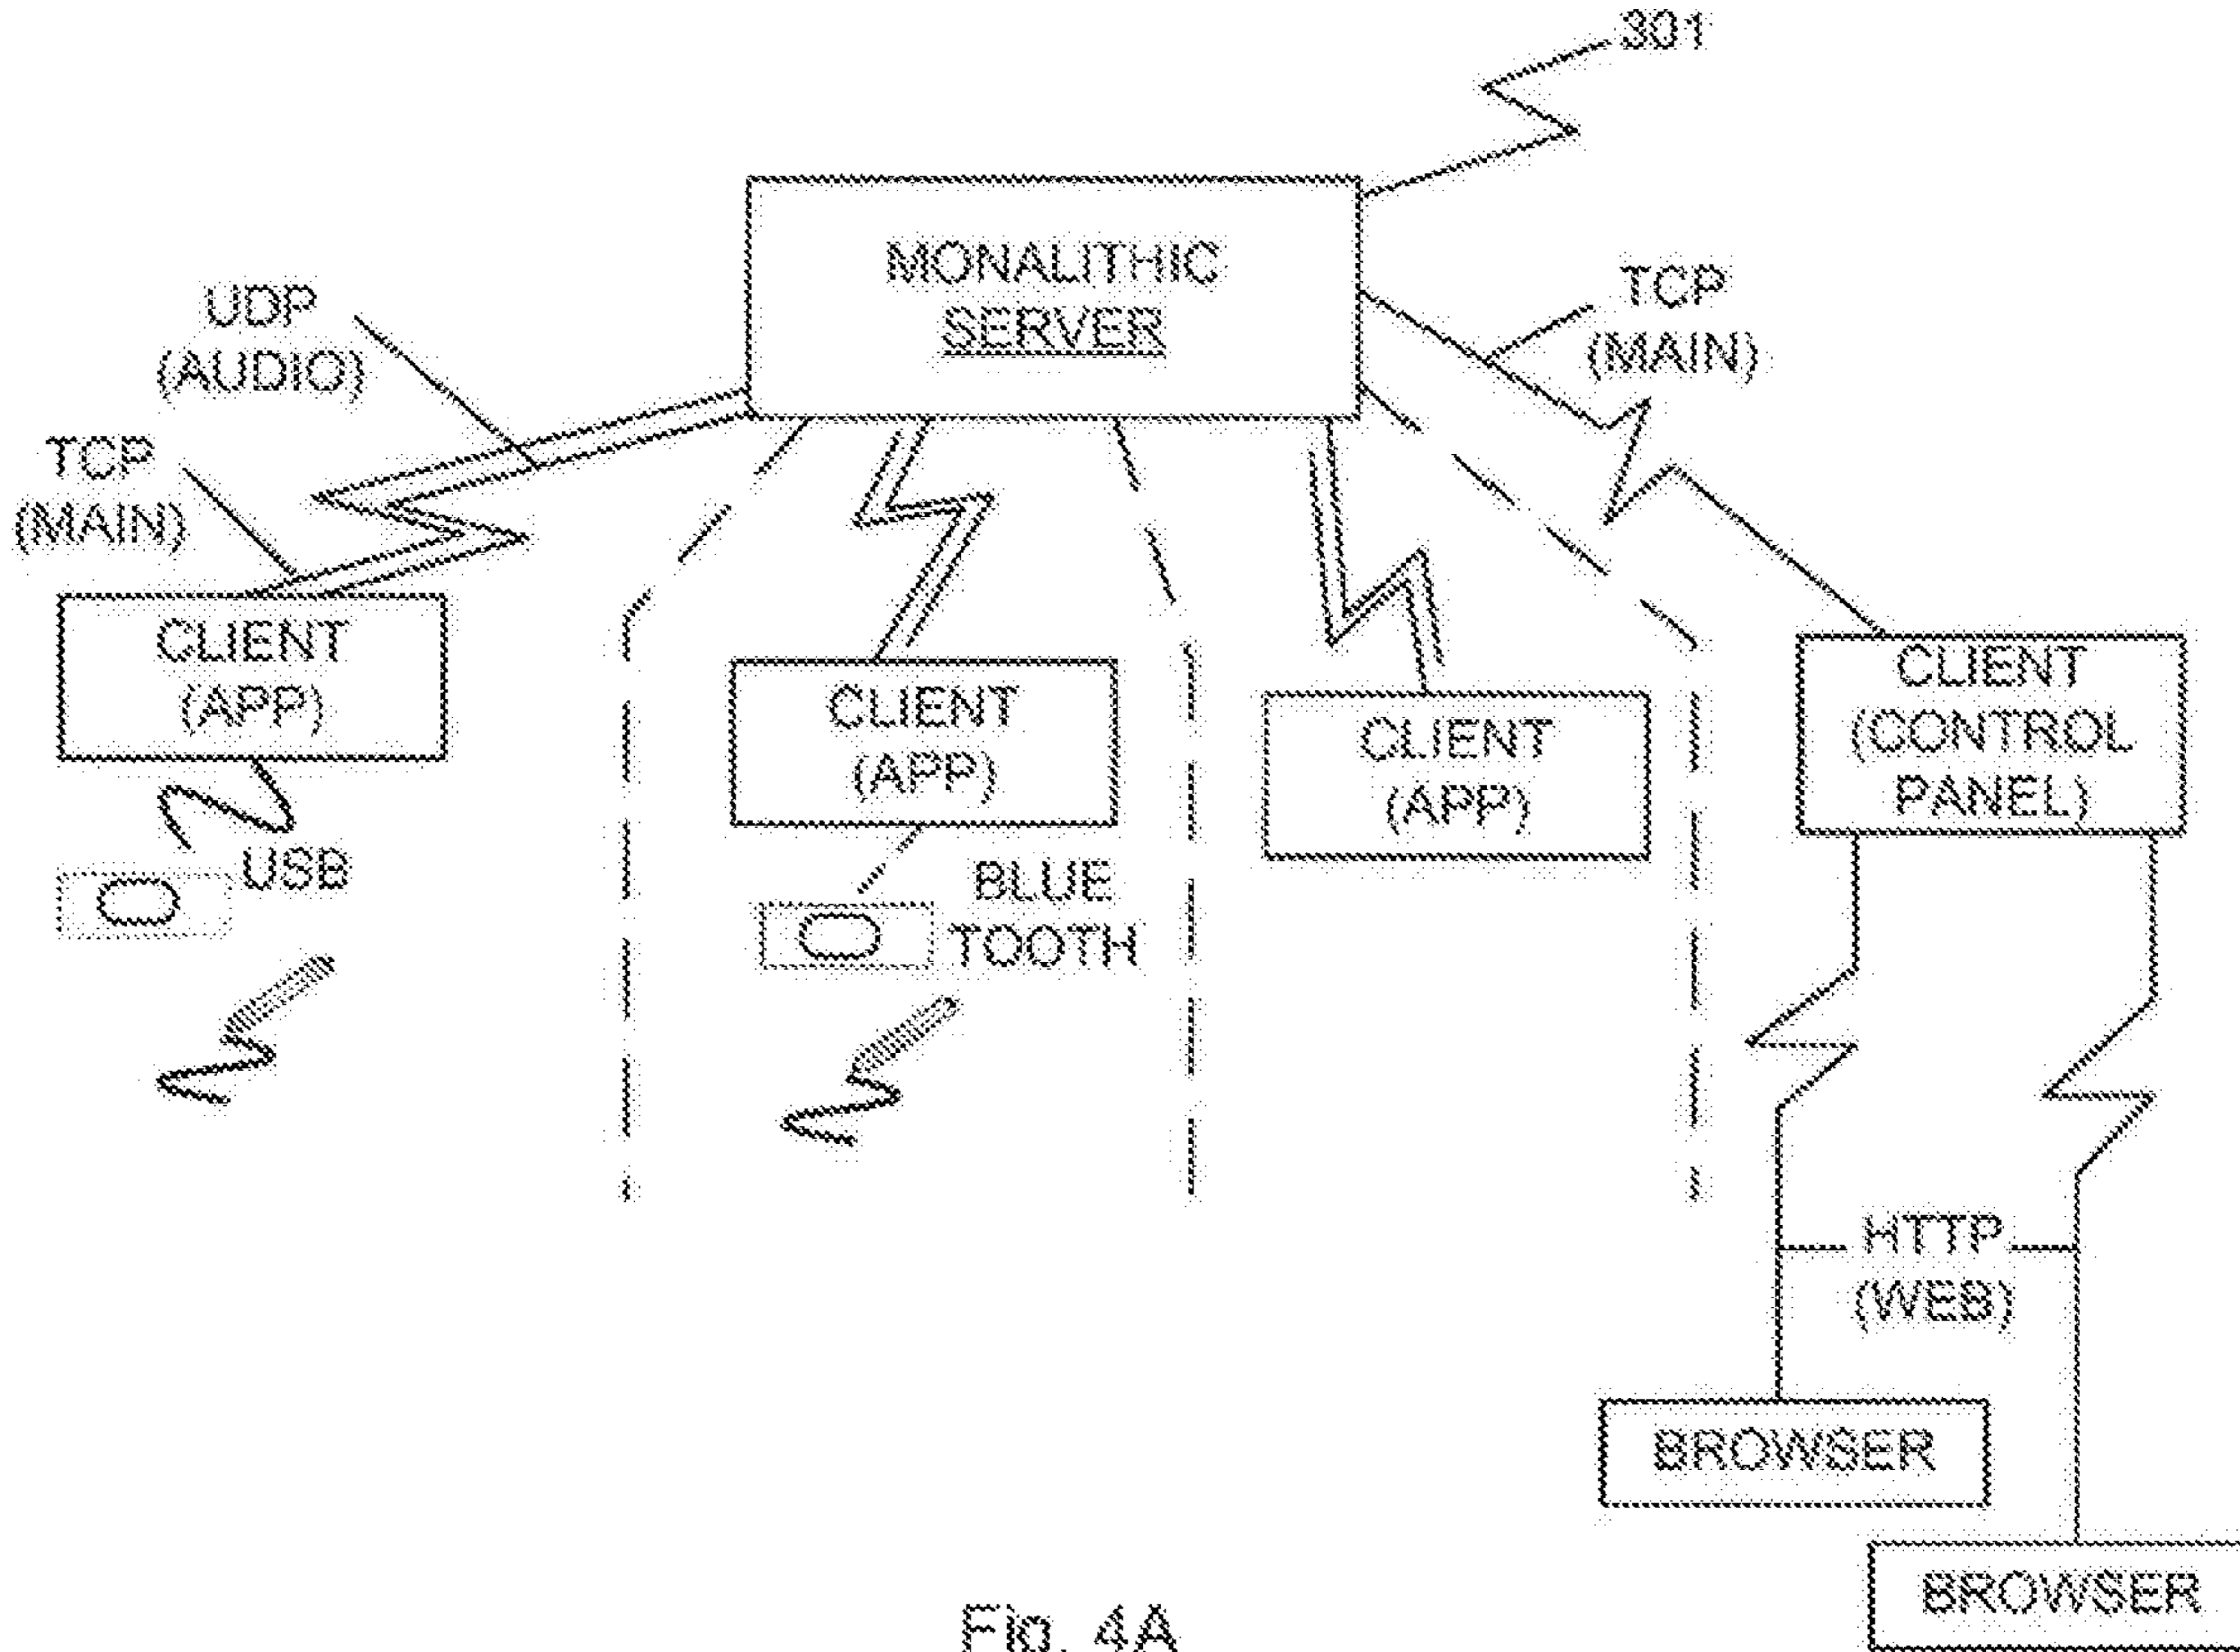 301
MONALITHIC
SERVER
UDP
(AUDIO)
TCP
(MAIN)
TCP
(MAIN)
CLIENT
(APP)
CLIENT
(APP)
CLIENT
(APP)
CLIENT
(CONTROL
PANEL)
USB
BLUE
TOOTH
HTTP
(WEB)
BROWSER
BROWSER
Fig. 4A